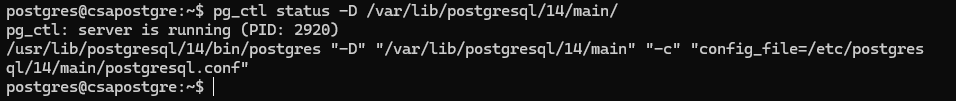 postgres@csapostgre:~$ pg_ctl status -D /var/lib/postgresql/14/main/
pg_ctl: server is running (PID: 2920)
/usr/lib/postgresql/14/bin/postgres "-D" "/var/lib/postgresql/14/main" "-c" "config_file=/etc/postgres
ql/14/main/postgresql.conf"
postgres@csapostgre:~$